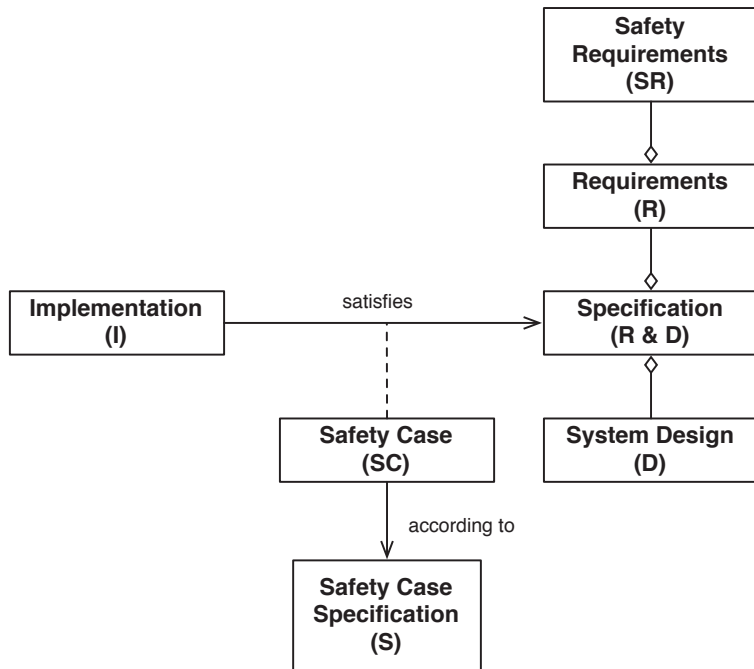 Safety
Requirements
(SR)
Requirements
(R)
Implementation
(I)
satisfies
Specification
(R & D)
Safety Case
(SC)
System Design
(D)
according to
Safety Case
Specification
(S)